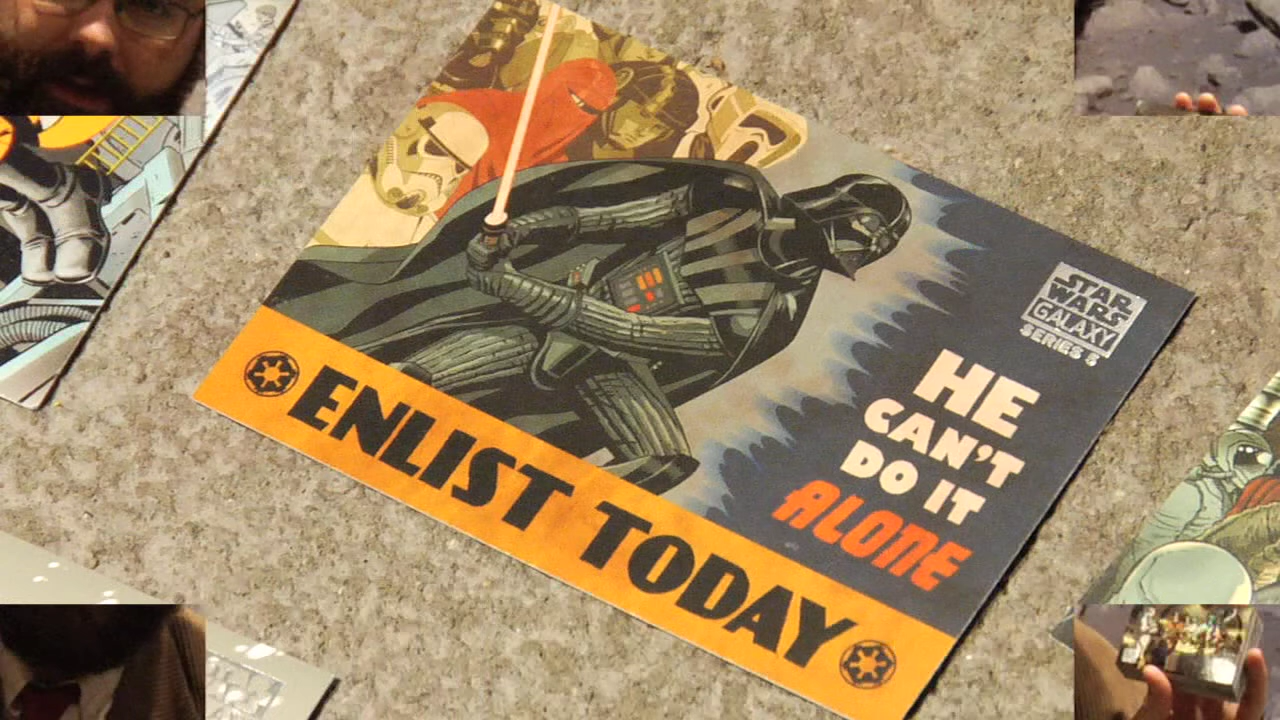 STAR
WARS
GALAXY
SERIES 5
HE
CAN'T
DO IT
ALONE
ENLIST TODAY